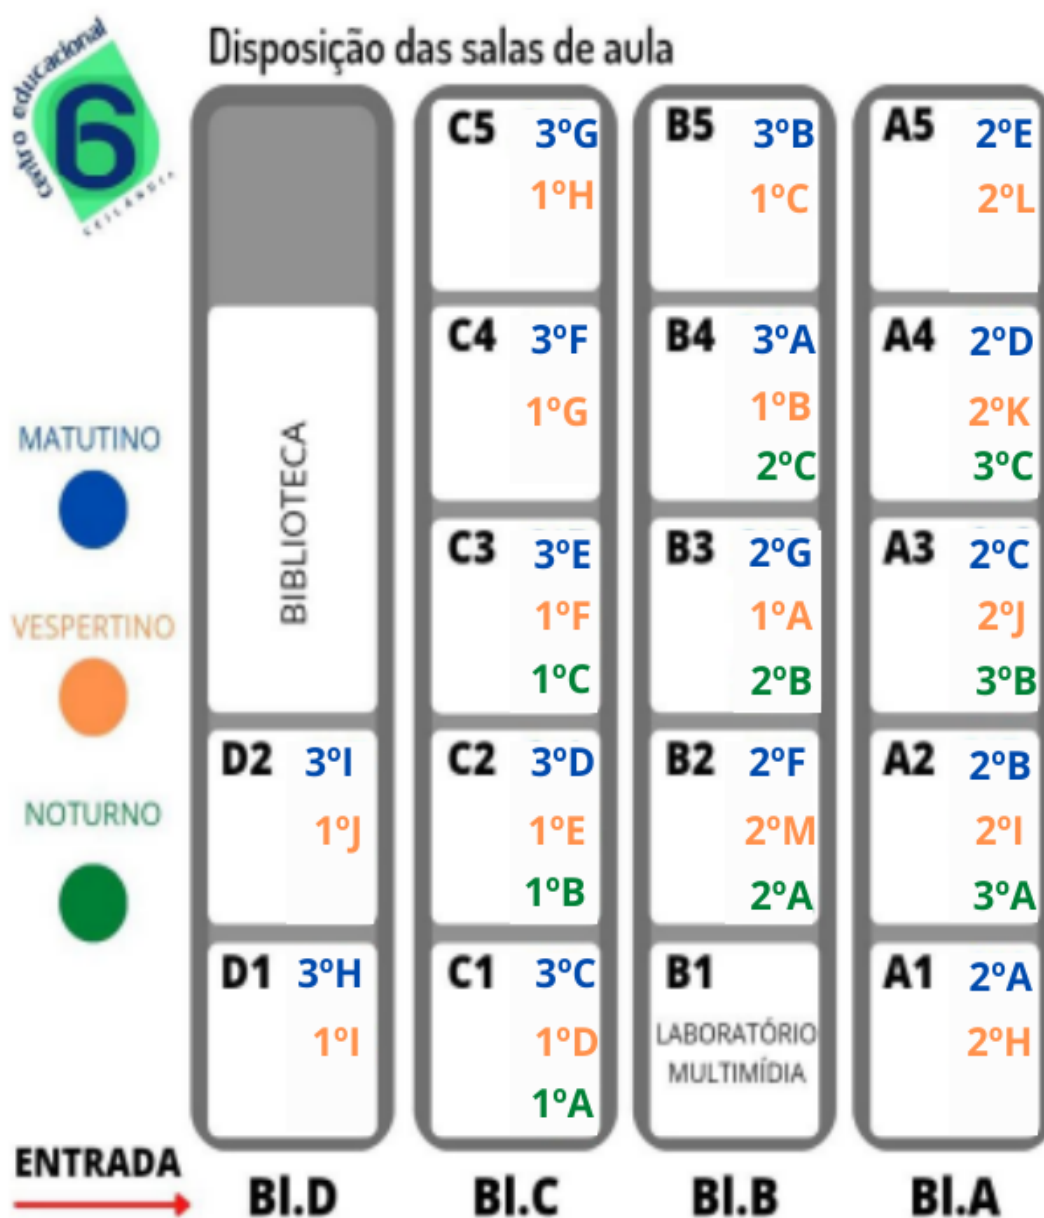 centro educacional
6
CEILÂNDIA
Disposição das salas de aula
MATUTINO
VESPERTINO
NOTURNO
ENTRADA
BIBLIOTECA
D2 3ºI
1ºJ
D1 3ºH
1ºI
Bl.D
C5 3ºG
1ºH
C4 3ºF
1ºG
C3 3ºE
1ºF
1ºC
C2 3ºD
1ºE
1ºB
C1 3ºC
1ºD
1ºA
Bl.C
B5 3ºB
1ºC
B4 3ºA
1ºB
2ºC
B3 2ºG
1ºA
2ºB
B2 2ºF
2ºM
2ºA
B1
LABORATÓRIO
MULTIMÍDIA
Bl.B
A5 2ºE
2ºL
A4 2ºD
2ºK
3ºC
A3 2ºC
2ºJ
3ºB
A2 2ºB
2ºI
3ºA
A1 2ºA
2ºH
Bl.A